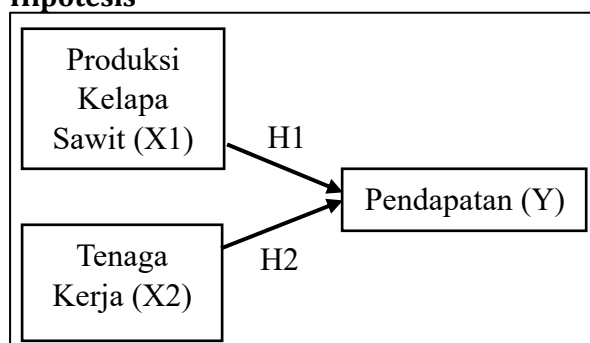 Hipotesis
Produksi
Kelapa
Sawit (X1)
H1
Pendapatan (Y)
Tenaga
Kerja (X2)
H2